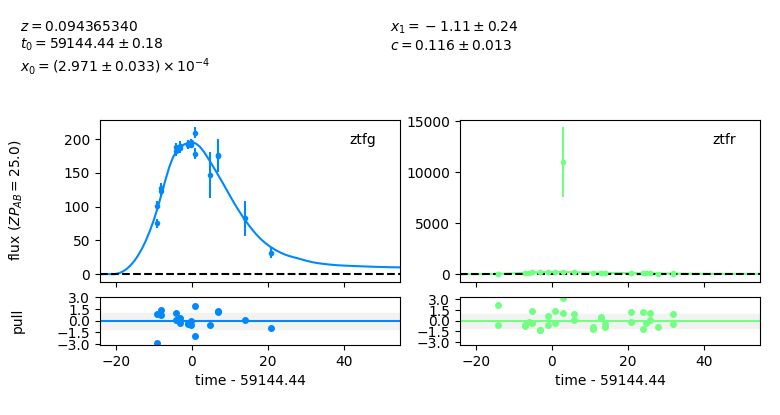 z = 0.094365340
t₀ = 59144.44 ± 0.18
x₀ = (2.971 ± 0.033) × 10⁻⁴
x₁ = −1.11 ± 0.24
c = 0.116 ± 0.013
flux (ZP_AB = 25.0)
ztfg
200
150
100
50
0
ztfr
15000
10000
5000
0
pull
3.0
1.5
0.0
−1.5
−3.0
−20 0 20 40
time - 59144.44
3.0
1.5
0.0
−1.5
−3.0
−20 0 20 40
time - 59144.44